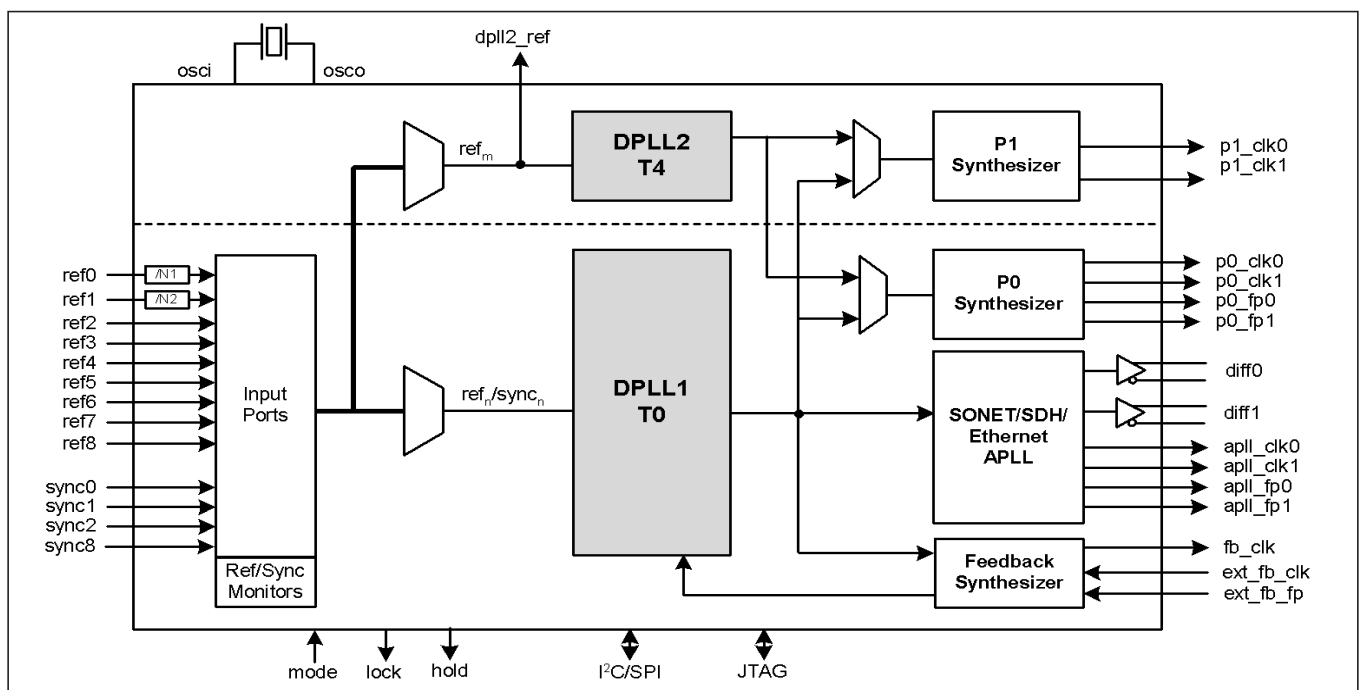 dpll2_ref
osci
osco
ref_m
DPLL2
T4
P1
Synthesizer
p1_clk0
p1_clk1
ref0
/N1
ref1
/N2
ref2
ref3
ref4
ref5
ref6
ref7
ref8
sync0
sync1
sync2
sync8
Input
Ports
Ref/Sync
Monitors
ref_n/sync_n
DPLL1
T0
P0
Synthesizer
p0_clk0
p0_clk1
p0_fp0
p0_fp1
SONET/SDH/
Ethernet
APLL
diff0
diff1
apll_clk0
apll_clk1
apll_fp0
apll_fp1
Feedback
Synthesizer
fb_clk
ext_fb_clk
ext_fb_fp
mode
lock
hold
I²C/SPI
JTAG